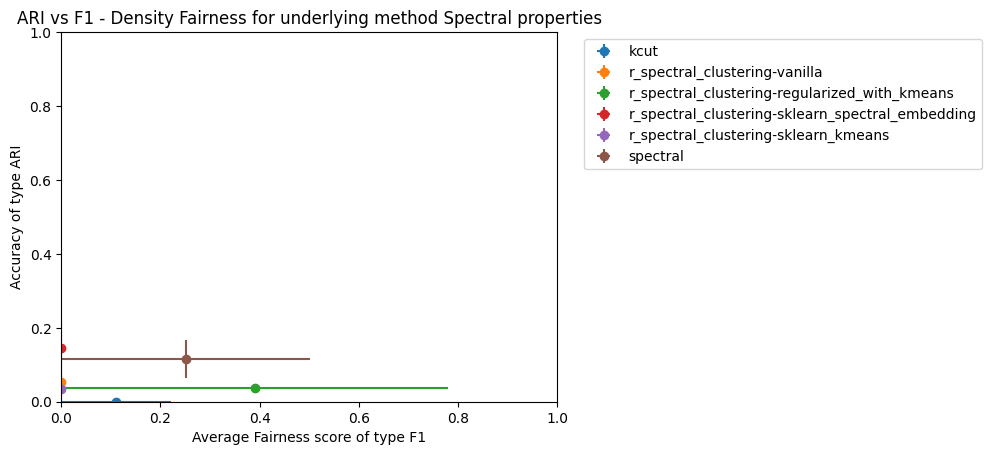 ARI vs F1 - Density Fairness for underlying method Spectral properties
1.0
0.8
0.6
0.4
0.2
0.0
Accuracy of type ARI
0.0 0.2 0.4 0.6 0.8 1.0
Average Fairness score of type F1
kcut
r_spectral_clustering-vanilla
r_spectral_clustering-regularized_with_kmeans
r_spectral_clustering-sklearn_spectral_embedding
r_spectral_clustering-sklearn_kmeans
spectral